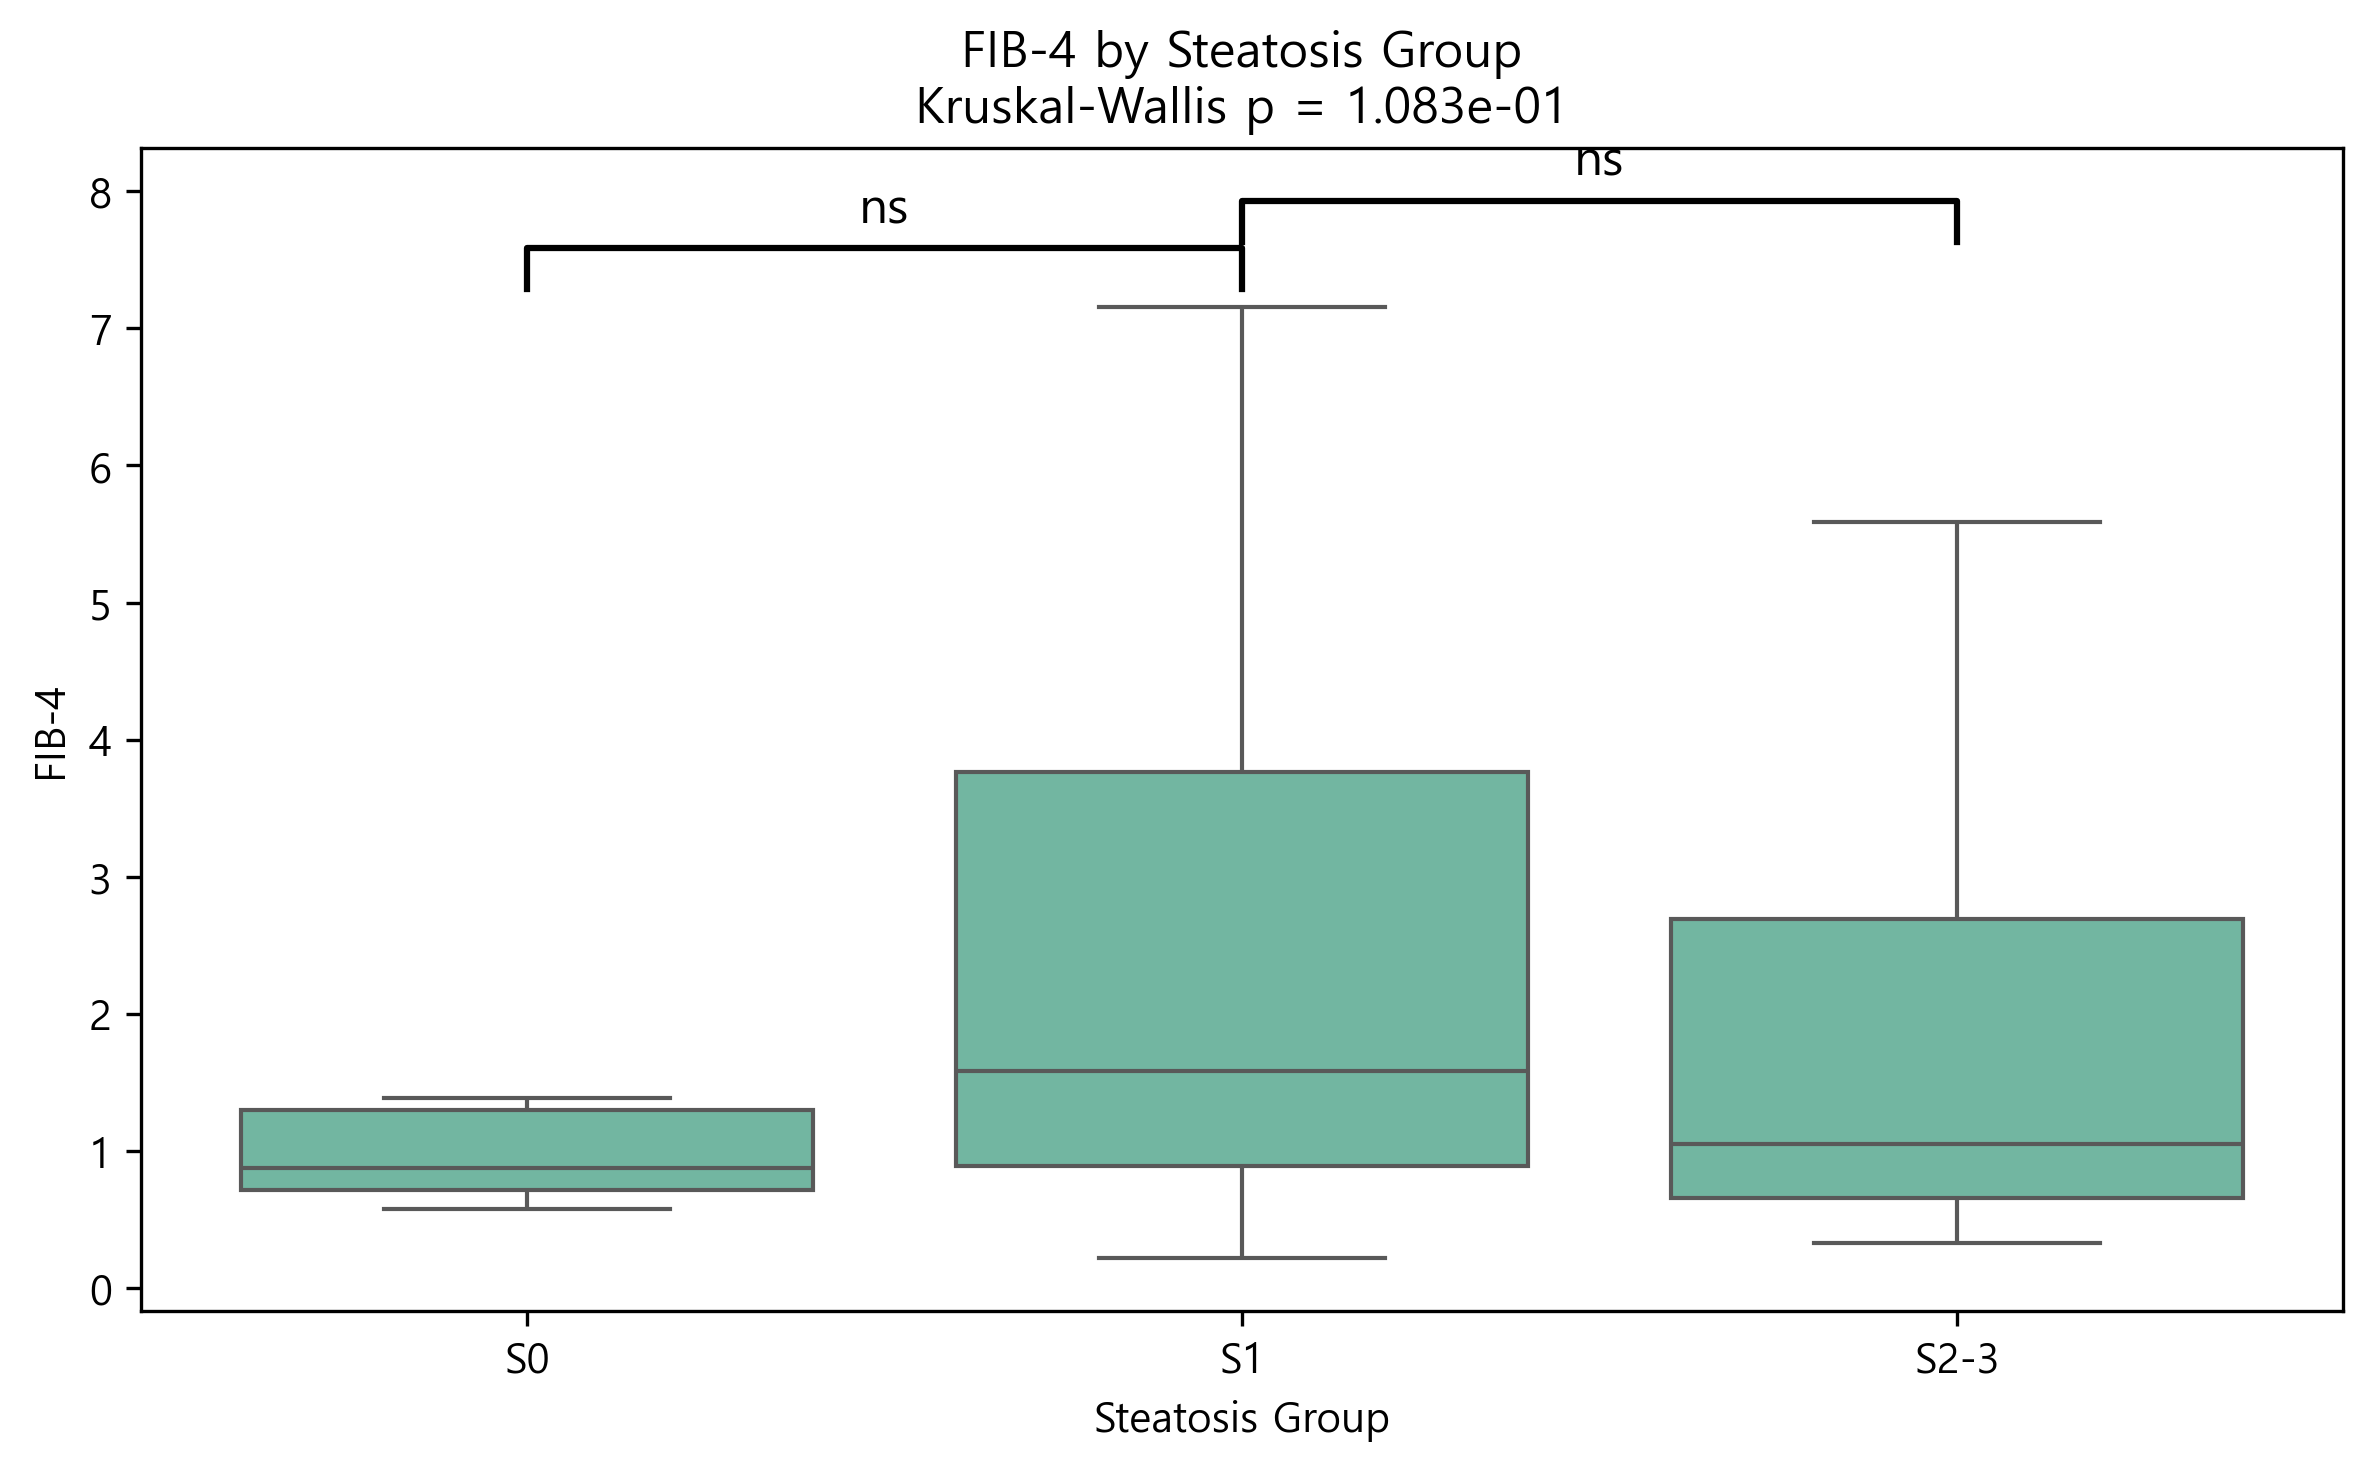 FIB-4 by Steatosis Group
Kruskal-Wallis p = 1.083e-01
ns
ns
8
7
6
5
4
3
2
1
0
FIB-4
S0
S1
S2-3
Steatosis Group